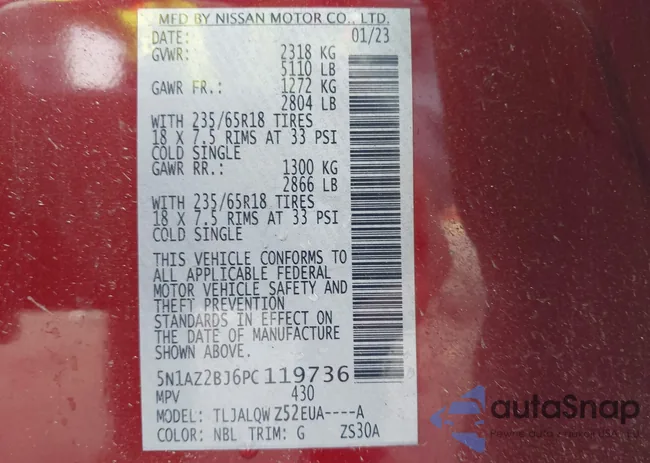 MFD BY NISSAN MOTOR CO., LTD.
DATE: 01/23
GVWR: 2318 KG
5110 LB
GAWR FR.: 1272 KG
2804 LB
WITH 235/65R18 TIRES
18 X 7.5 RIMS AT 33 PSI
COLD SINGLE
GAWR RR.: 1300 KG
2866 LB
WITH 235/65R18 TIRES
18 X 7.5 RIMS AT 33 PSI
COLD SINGLE
THIS VEHICLE CONFORMS TO
ALL APPLICABLE FEDERAL
MOTOR VEHICLE SAFETY AND
THEFT PREVENTION
STANDARDS IN EFFECT ON
THE DATE OF MANUFACTURE
SHOWN ABOVE.
5N1AZ2BJ6PC119736
MPV 430
MODEL: TLJALQWZ52EUA----A
COLOR: NBL TRIM: G ZS30A
autoSnap